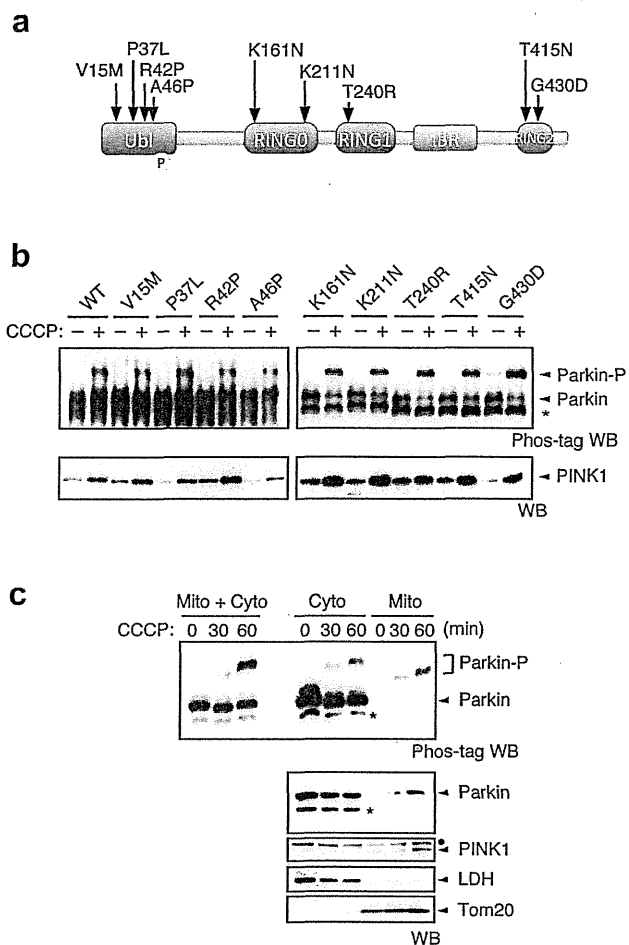 a
P37L
V15M
R42P
A46P
K161N
K211N
T240R
T415N
G430D
Ubl
RING0
RING1
IBR
RING2
P
b
WT V15M P37L R42P A46P K161N K211N T240R T415N G430D
CCCP: – + – + – + – + – + – + – + – + – + – +
Parkin-P
Parkin
*
Phos-tag WB
PINK1
WB
c
Mito + Cyto Cyto Mito
CCCP: 0 30 60 0 30 60 0 30 60 (min)
Parkin-P
Parkin
*
Phos-tag WB
Parkin
*
PINK1
LDH
Tom20
WB